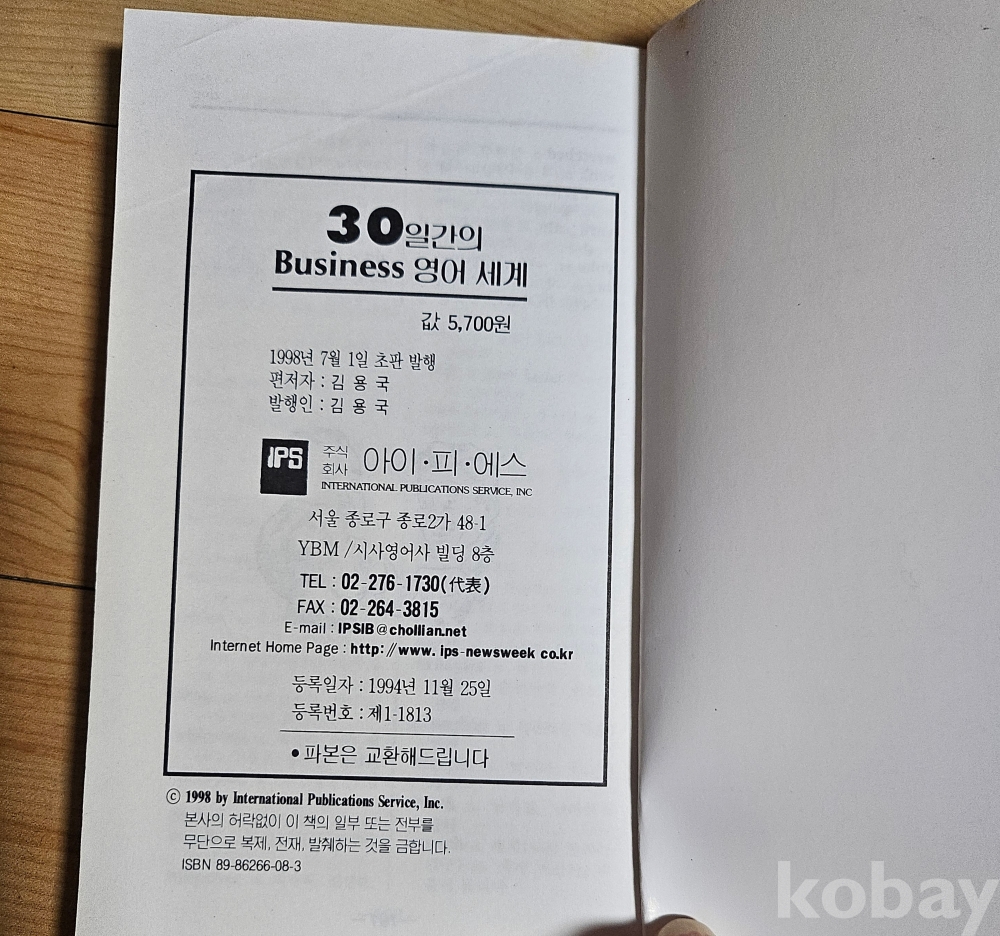 30일간의
Business 영어 세계
값 5,700원
1998년 7월 1일 초판 발행
편저자 : 김 용 국
발행인 : 김 용 국
IPS 주식회사 아이·피·에스
INTERNATIONAL PUBLICATIONS SERVICE, INC
서울 종로구 종로2가 48-1
YBM /시사영어사 빌딩 8층
TEL : 02-276-1730(代表)
FAX : 02-264-3815
E-mail : IPSIB@chollian.net
Internet Home Page : http://www. ips-newsweek co.kr
등록일자 : 1994년 11월 25일
등록번호 : 제1-1813
• 파본은 교환해드립니다
ⓒ 1998 by International Publications Service, Inc.
본사의 허락없이 이 책의 일부 또는 전부를
무단으로 복제, 전재, 발췌하는 것을 금합니다.
ISBN 89-86266-08-3
kobay